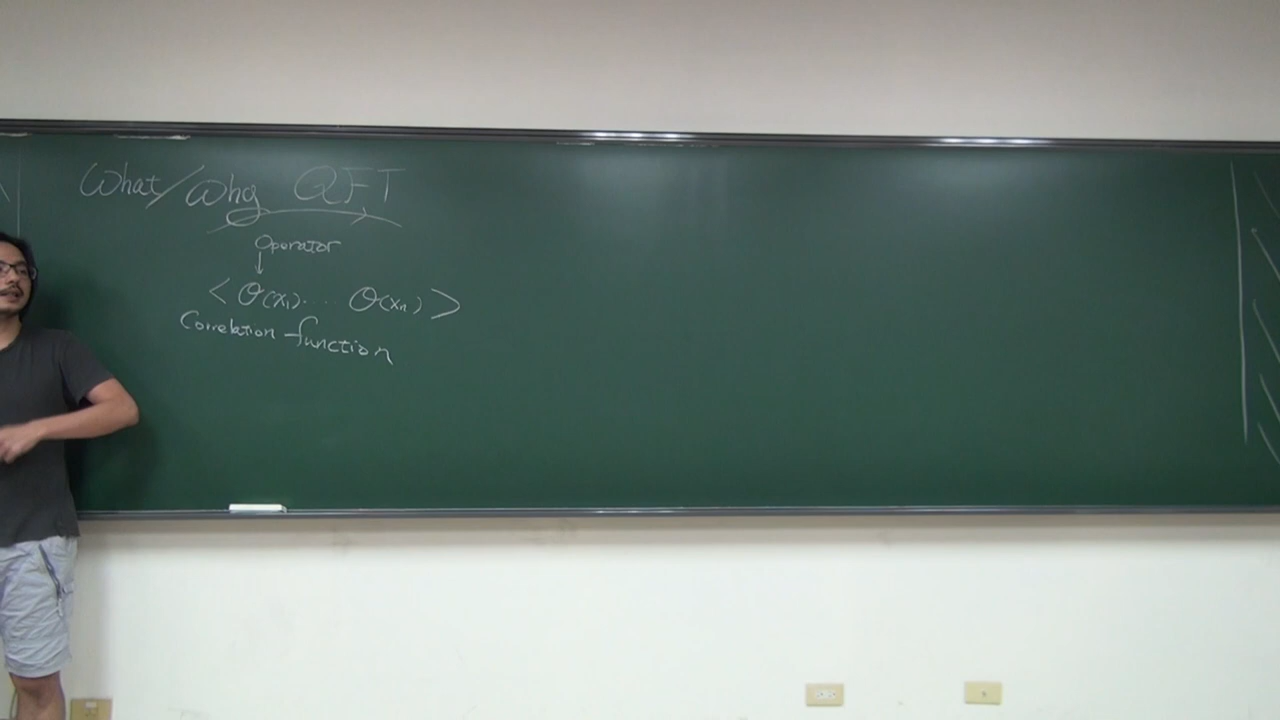 What/Why QFT
Operator
↓
< O(x₁)... O(xₙ) >
Correlation function